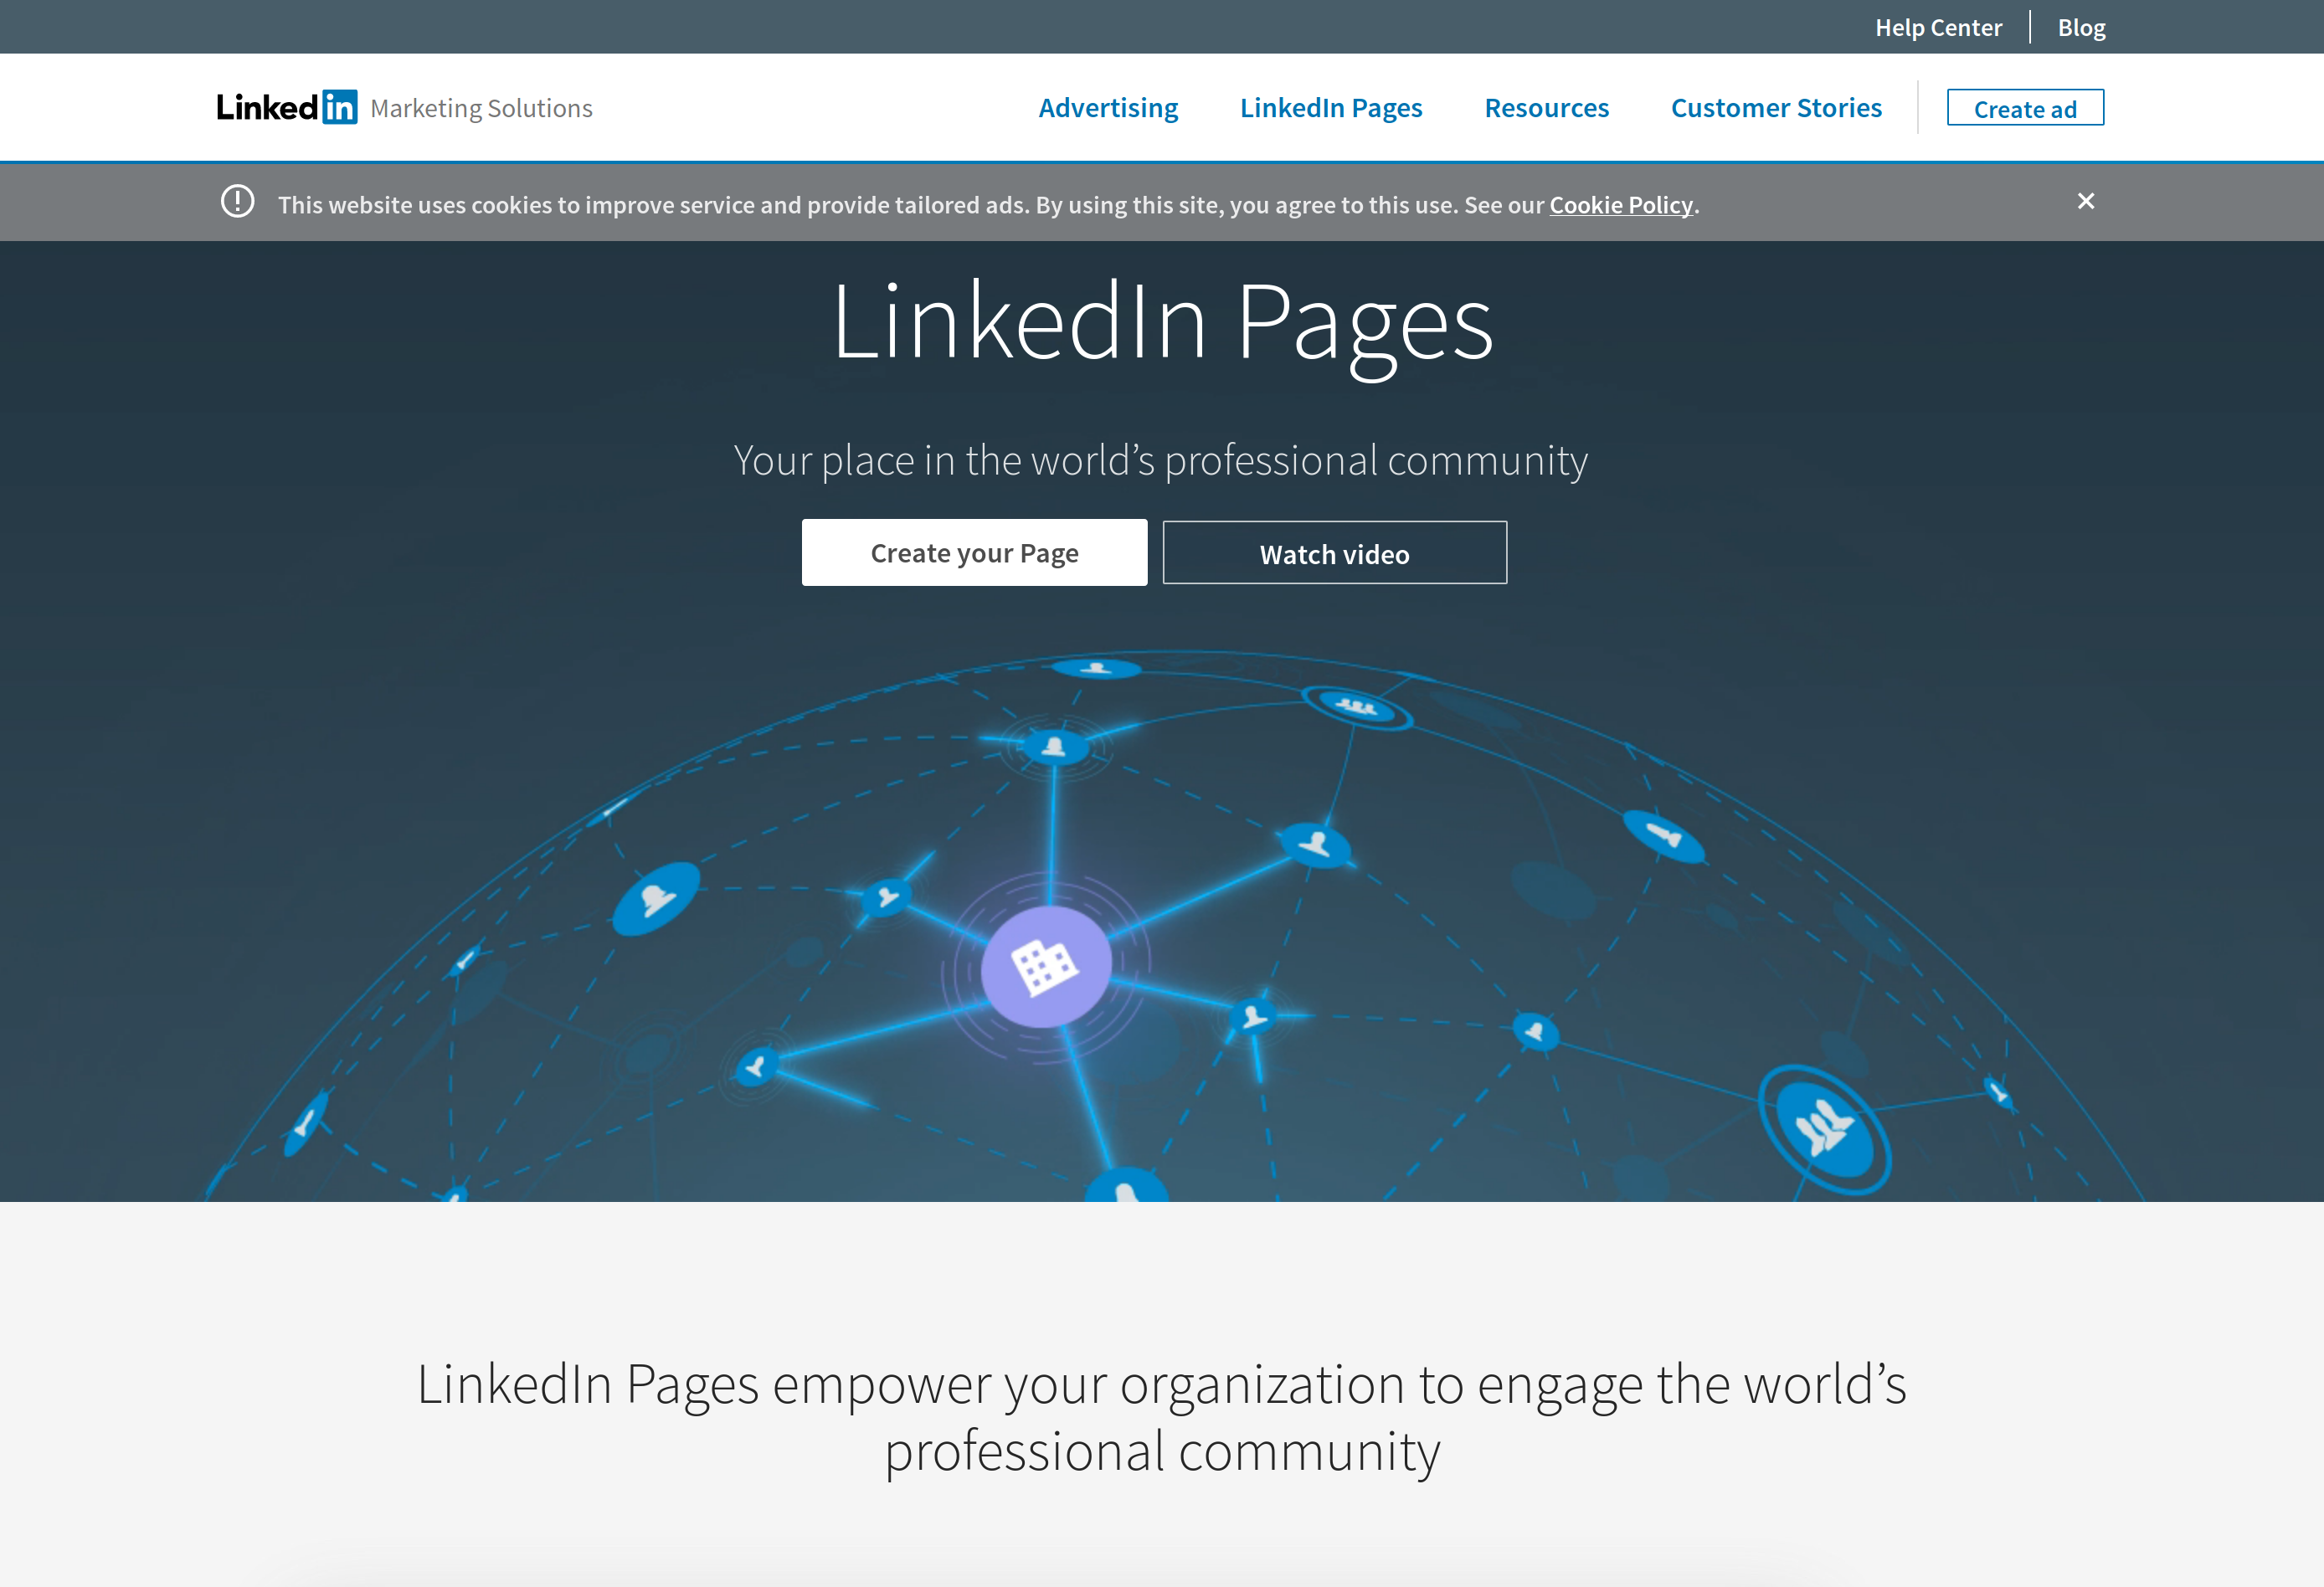 Help Center
Blog
Linked in Marketing Solutions
Advertising
LinkedIn Pages
Resources
Customer Stories
Create ad
This website uses cookies to improve service and provide tailored ads. By using this site, you agree to this use. See our Cookie Policy.
LinkedIn Pages
Your place in the world’s professional community
Create your Page
Watch video
LinkedIn Pages empower your organization to engage the world’s
professional community